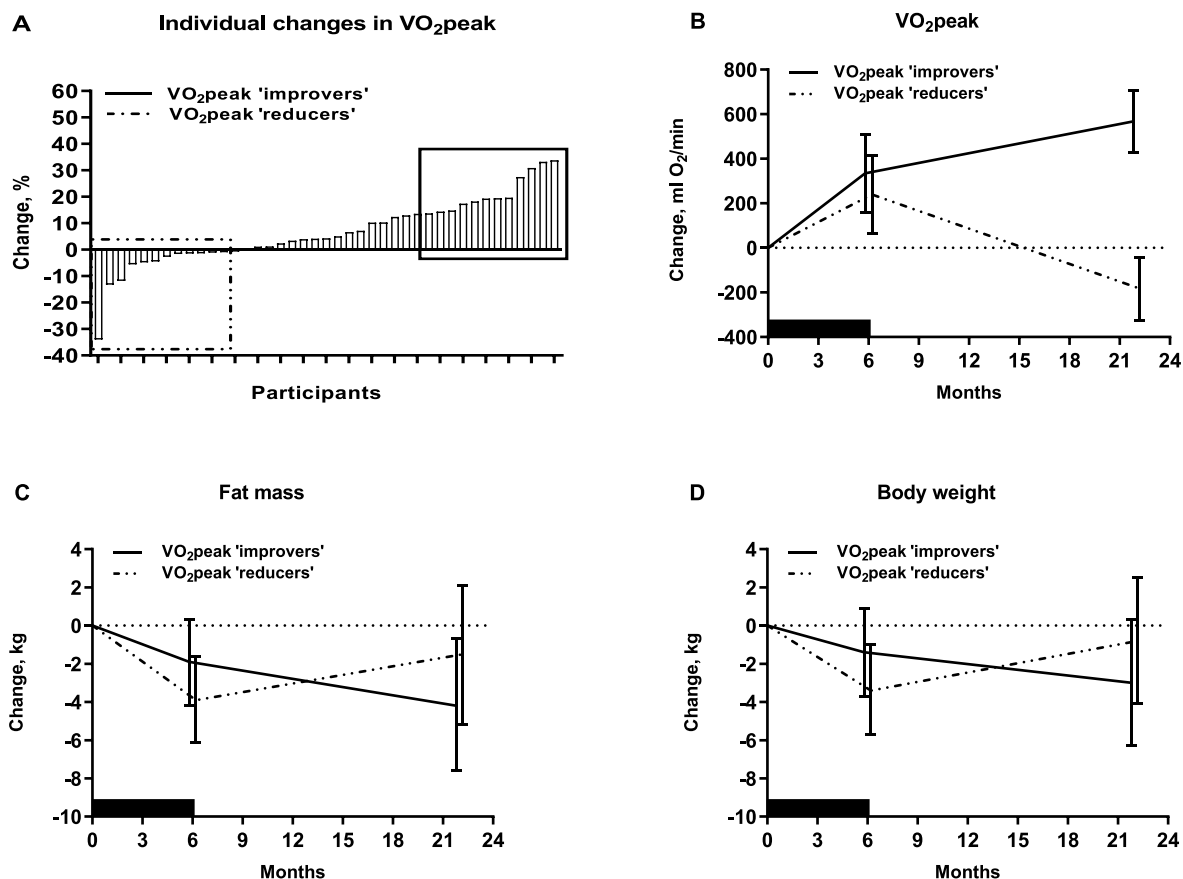 A
Individual changes in VO2peak
VO2peak 'improvers'
VO2peak 'reducers'
Change, %
60
50
40
30
20
10
0
-10
-20
-30
-40
Participants
B
VO2peak
VO2peak 'improvers'
VO2peak 'reducers'
Change, ml O2/min
800
600
400
200
0
-200
-400
0 3 6 9 12 15 18 21 24
Months
C
Fat mass
VO2peak 'improvers'
VO2peak 'reducers'
Change, kg
4
2
0
-2
-4
-6
-8
-10
0 3 6 9 12 15 18 21 24
Months
D
Body weight
VO2peak 'improvers'
VO2peak 'reducers'
Change, kg
4
2
0
-2
-4
-6
-8
-10
0 3 6 9 12 15 18 21 24
Months